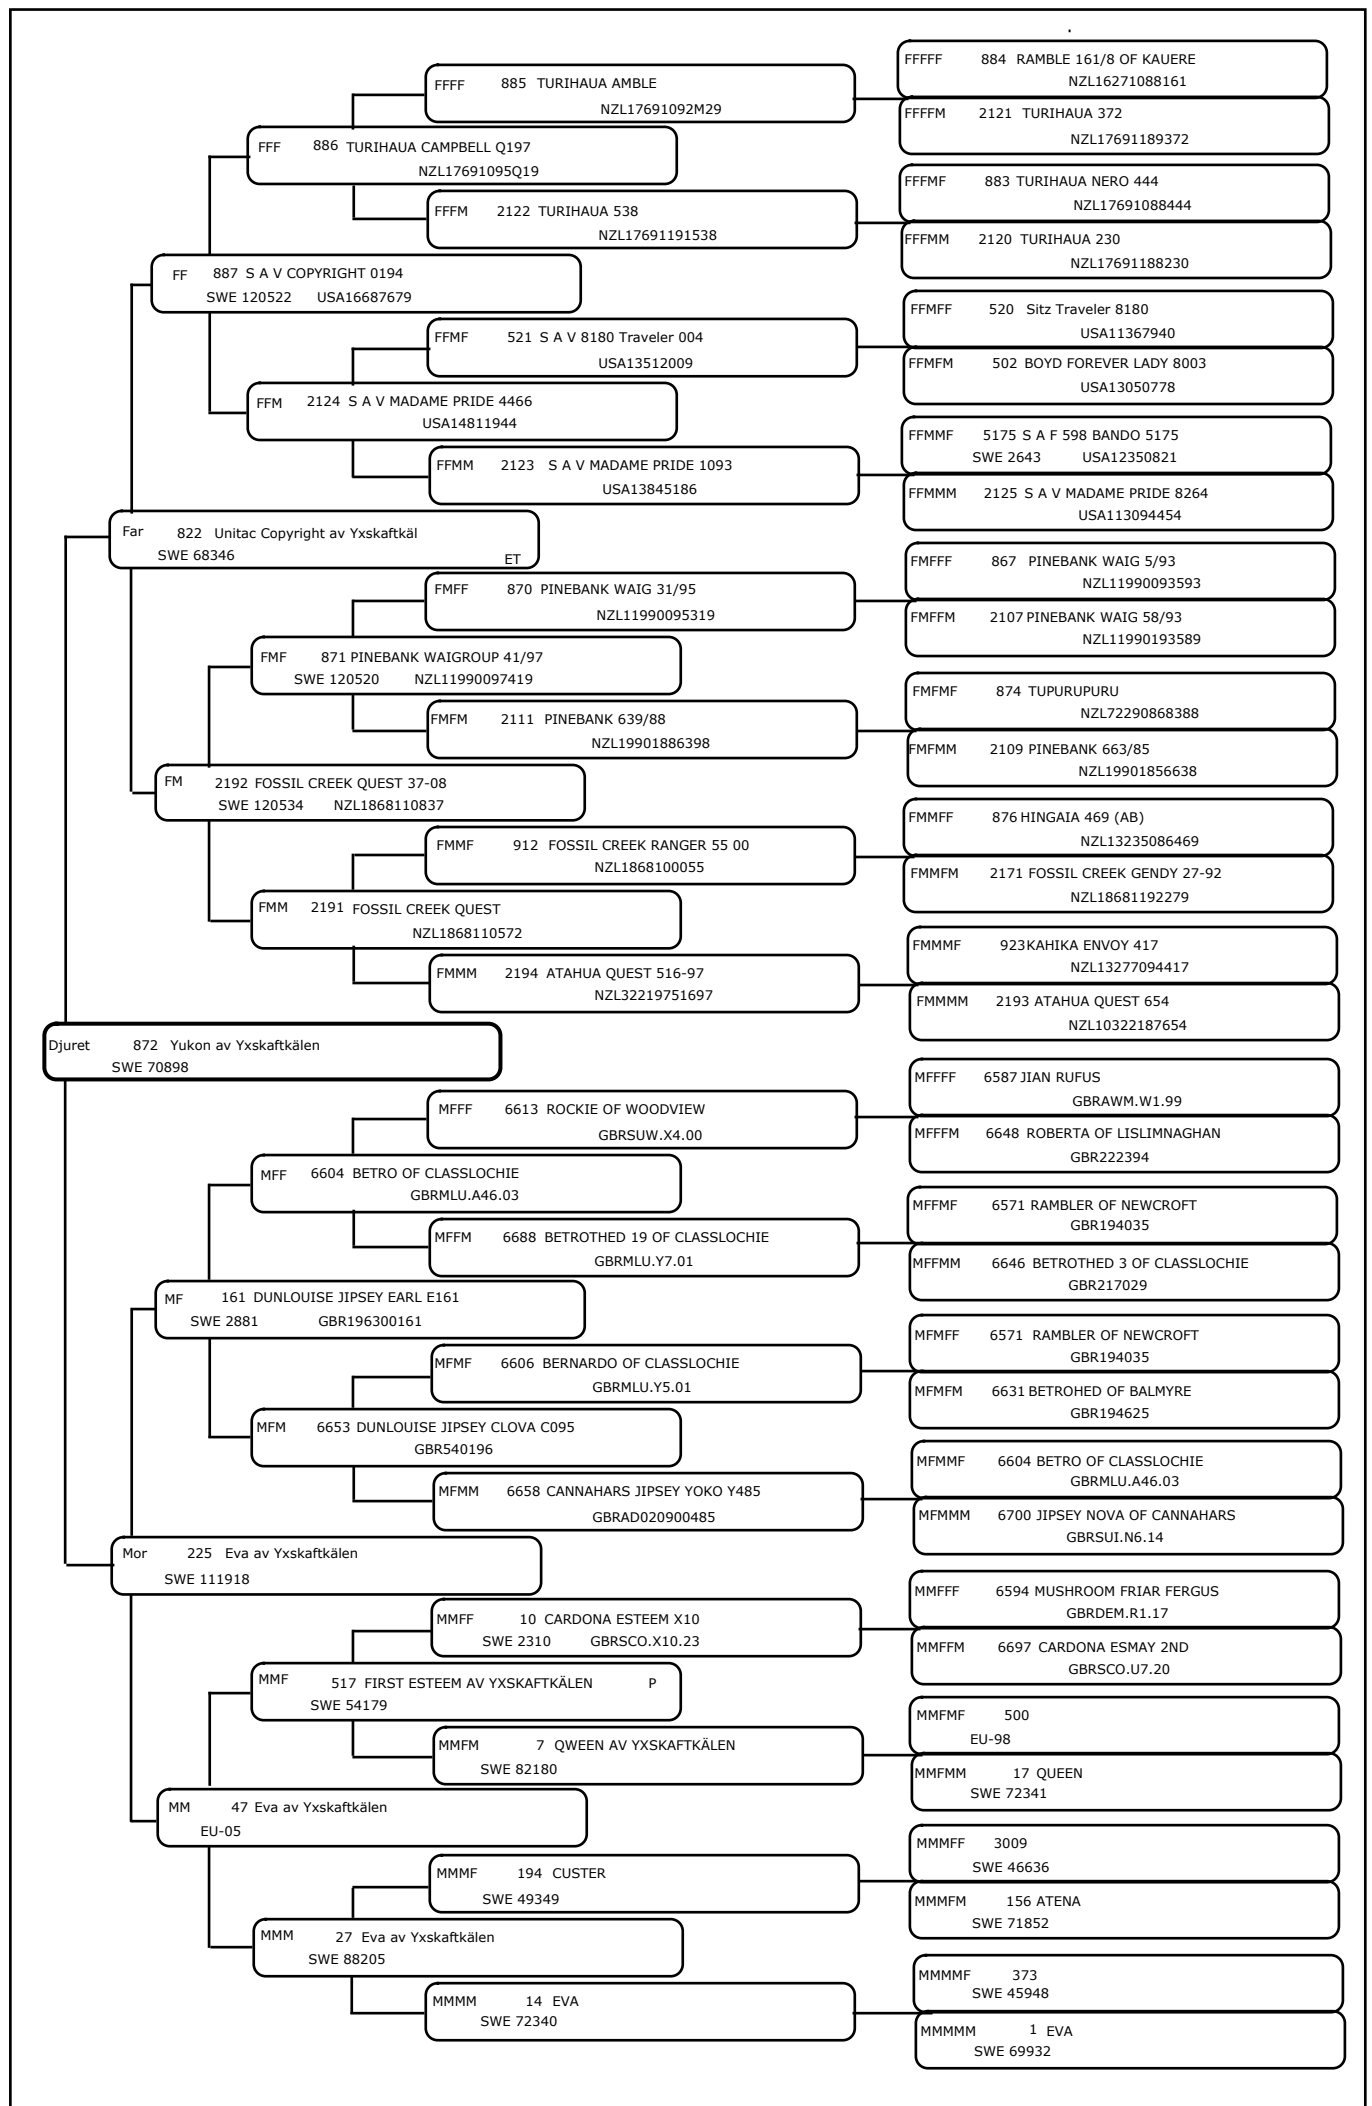 FFFFF 884 RAMBLE 161/8 OF KAUERE
NZL16271088161
FFFF 885 TURIHAUA AMBLE
NZL17691092M29
FFFFM 2121 TURIHAUA 372
NZL17691189372
FFF 886 TURIHAUA CAMPBELL Q197
NZL17691095Q19
FFFMF 883 TURIHAUA NERO 444
NZL17691088444
FFFM 2122 TURIHAUA 538
NZL17691191538
FFFMM 2120 TURIHAUA 230
NZL17691188230
FF 887 S A V COPYRIGHT 0194
SWE 120522 USA16687679
FFMFF 520 Sitz Traveler 8180
USA11367940
FFMF 521 S A V 8180 Traveler 004
USA13512009
FFMFM 502 BOYD FOREVER LADY 8003
USA13050778
FFM 2124 S A V MADAME PRIDE 4466
USA14811944
FFMMF 5175 S A F 598 BANDO 5175
SWE 2643 USA12350821
FFMM 2123 S A V MADAME PRIDE 1093
USA13845186
FFMMM 2125 S A V MADAME PRIDE 8264
USA113094454
Far 822 Unitac Copyright av Yxskaftkäl
SWE 68346 ET
FMFFF 867 PINEBANK WAIG 5/93
NZL11990093593
FMFF 870 PINEBANK WAIG 31/95
NZL11990095319
FMFFM 2107 PINEBANK WAIG 58/93
NZL11990193589
FMF 871 PINEBANK WAIGROUP 41/97
SWE 120520 NZL11990097419
FMFMF 874 TUPURUPURU
NZL72290868388
FMFM 2111 PINEBANK 639/88
NZL19901886398
FMFMM 2109 PINEBANK 663/85
NZL19901856638
FM 2192 FOSSIL CREEK QUEST 37-08
SWE 120534 NZL1868110837
FMMFF 876 HINGAIA 469 (AB)
NZL13235086469
FMMF 912 FOSSIL CREEK RANGER 55 00
NZL1868100055
FMMFM 2171 FOSSIL CREEK GENDY 27-92
NZL18681192279
FMM 2191 FOSSIL CREEK QUEST
NZL1868110572
FMMMF 923 KAHIKA ENVOY 417
NZL13277094417
FMMM 2194 ATAHUA QUEST 516-97
NZL32219751697
FMMMM 2193 ATAHUA QUEST 654
NZL10322187654
Djuret 872 Yukon av Yxskaftkälen
SWE 70898
MFFFF 6587 JIAN RUFUS
GBRAWM.W1.99
MFFF 6613 ROCKIE OF WOODVIEW
GBRSUW.X4.00
MFFFM 6648 ROBERTA OF LISLIMNAGHAN
GBR222394
MFF 6604 BETRO OF CLASSLOCHIE
GBRMLU.A46.03
MFFMF 6571 RAMBLER OF NEWCROFT
GBR194035
MFFM 6688 BETROTHED 19 OF CLASSLOCHIE
GBRMLU.Y7.01
MFFMM 6646 BETROTHED 3 OF CLASSLOCHIE
GBR217029
MF 161 DUNLOUISE JIPSEY EARL E161
SWE 2881 GBR196300161
MFMFF 6571 RAMBLER OF NEWCROFT
GBR194035
MFMF 6606 BERNARDO OF CLASSLOCHIE
GBRMLU.Y5.01
MFMFM 6631 BETROHED OF BALMYRE
GBR194625
MFM 6653 DUNLOUISE JIPSEY CLOVA C095
GBR540196
MFMMF 6604 BETRO OF CLASSLOCHIE
GBRMLU.A46.03
MFMM 6658 CANNAHARS JIPSEY YOKO Y485
GBRAD020900485
MFMMM 6700 JIPSEY NOVA OF CANNAHARS
GBRSUI.N6.14
Mor 225 Eva av Yxskaftkälen
SWE 111918
MMFFF 6594 MUSHROOM FRIAR FERGUS
GBRDEM.R1.17
MMFF 10 CARDONA ESTEEM X10
SWE 2310 GBRSCO.X10.23
MMFFM 6697 CARDONA ESMAY 2ND
GBRSCO.U7.20
MMF 517 FIRST ESTEEM AV YXSKAFTKÄLEN P
SWE 54179
MMFMF 500
EU-98
MMFM 7 QWEEN AV YXSKAFTKÄLEN
SWE 82180
MMFMM 17 QUEEN
SWE 72341
MM 47 Eva av Yxskaftkälen
EU-05
MMMFF 3009
SWE 46636
MMMF 194 CUSTER
SWE 49349
MMMFM 156 ATENA
SWE 71852
MMM 27 Eva av Yxskaftkälen
SWE 88205
MMMMF 373
SWE 45948
MMMM 14 EVA
SWE 72340
MMMMM 1 EVA
SWE 69932